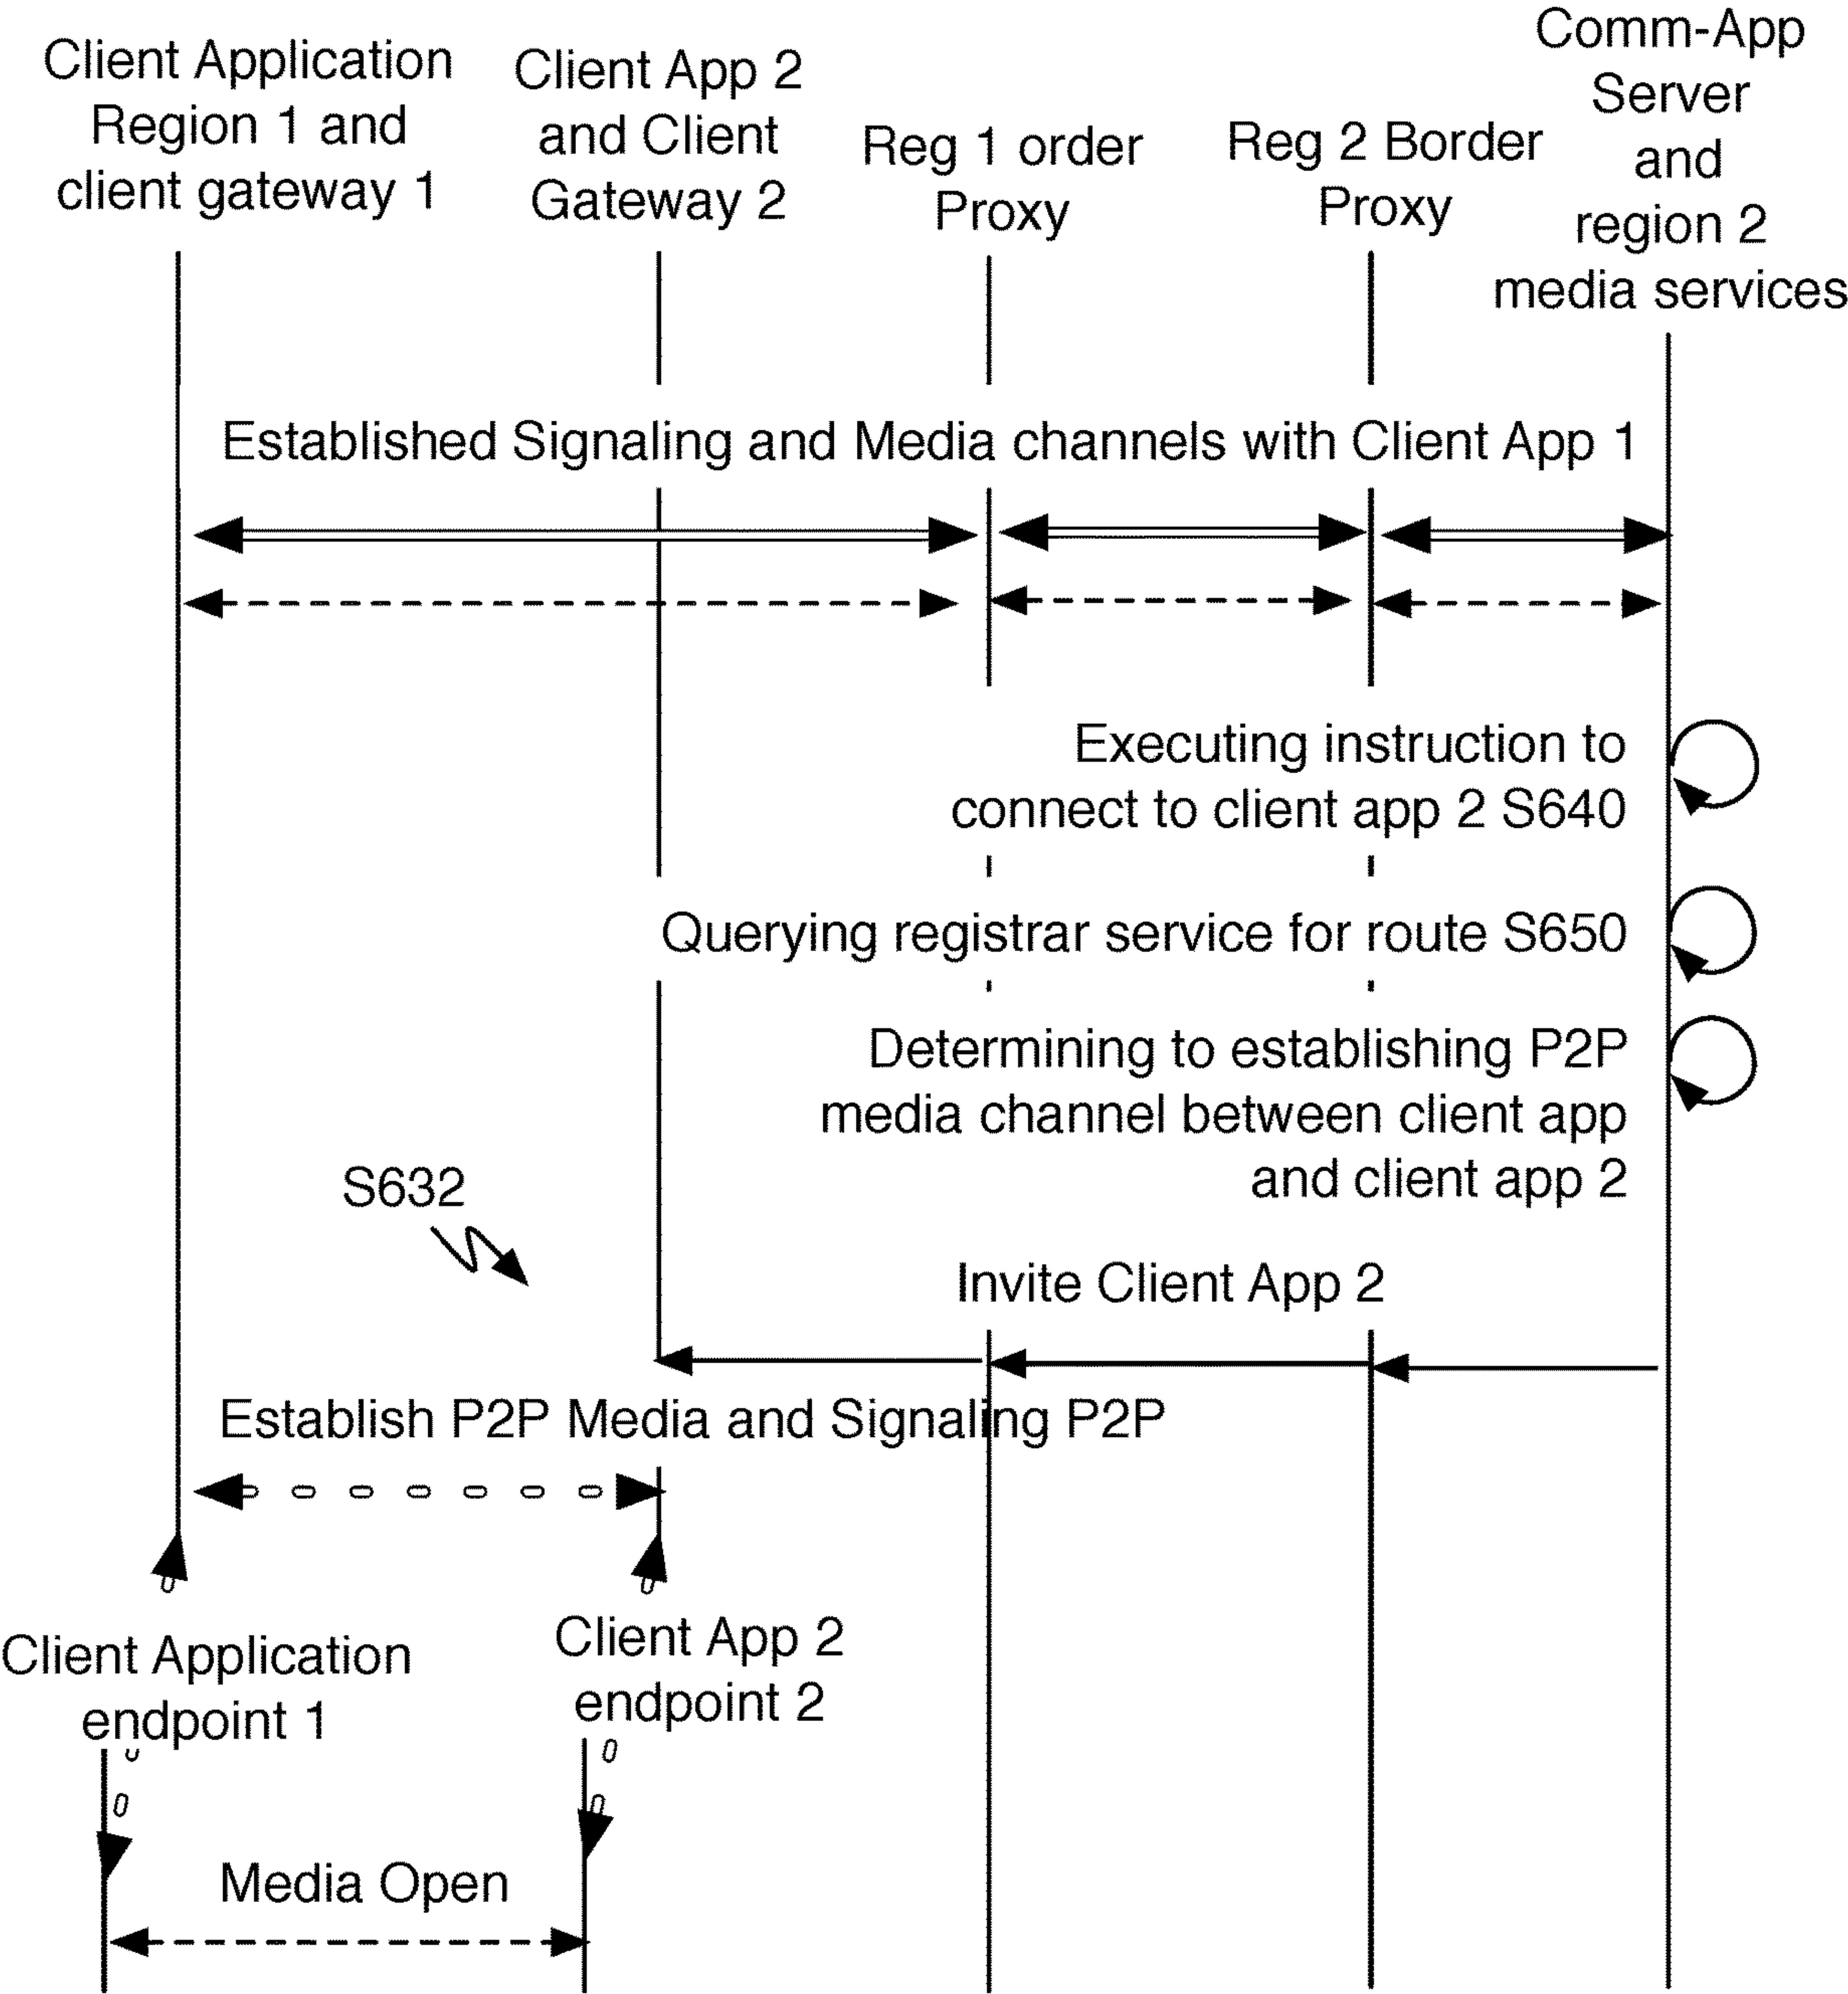 Client Application
Region 1 and
client gateway 1
Client App 2
and Client
Gateway 2
Reg 1 order
Proxy
Reg 2 Border
Proxy
Comm-App
Server
and
region 2
media services
Established Signaling and Media channels with Client App 1
Executing instruction to
connect to client app 2 S640
Querying registrar service for route S650
Determining to establishing P2P
media channel between client app
and client app 2
S632
Invite Client App 2
Establish P2P Media and Signaling P2P
Client Application
endpoint 1
Client App 2
endpoint 2
Media Open